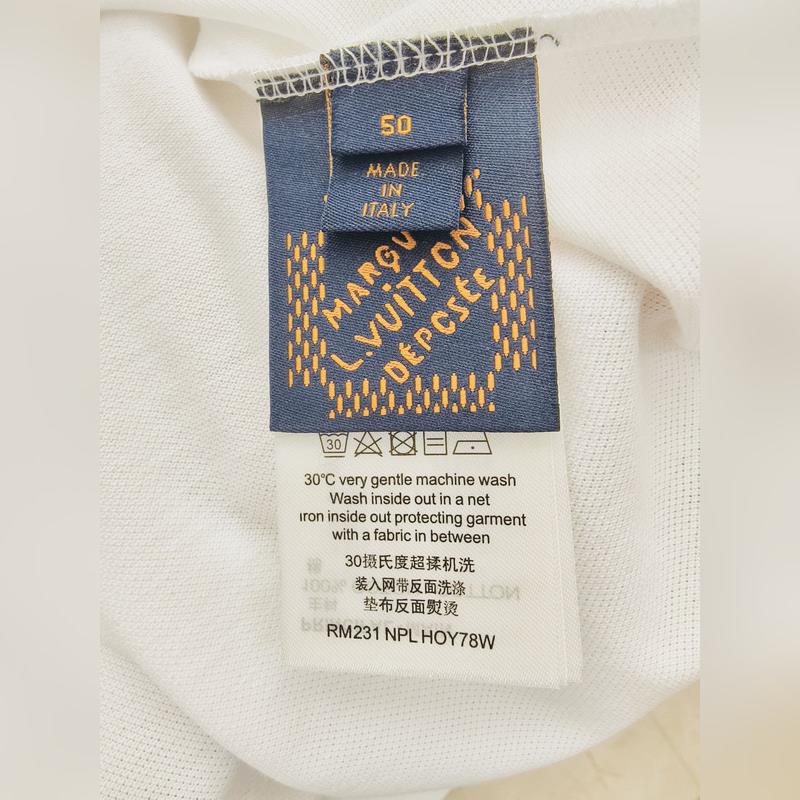 50
MADE
IN
ITALY
MARQU
L.VUITTON
DÉPOSÉE
30
30°C very gentle machine wash
Wash inside out in a net
iron inside out protecting garment
with a fabric in between
30摄氏度超揉机洗
装入网带反面洗涤
垫布反面熨烫
RM231 NPL HOY78W